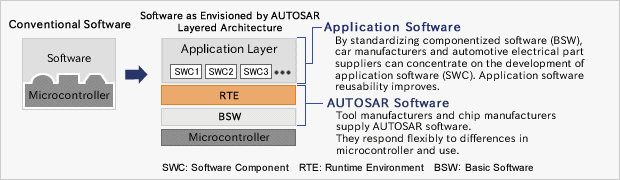 Conventional Software
Software
Microcontroller
Software as Envisioned by AUTOSAR
Layered Architecture
Application Layer
SWC1 SWC2 SWC3 •••
RTE
BSW
Microcontroller
Application Software
By standardizing componentized software (BSW),
car manufacturers and automotive electrical part
suppliers can concentrate on the development of
application software (SWC). Application software
reusability improves.
AUTOSAR Software
Tool manufacturers and chip manufacturers
supply AUTOSAR software.
They respond flexibly to differences in
microcontroller and use.
SWC: Software Component RTE: Runtime Environment BSW: Basic Software